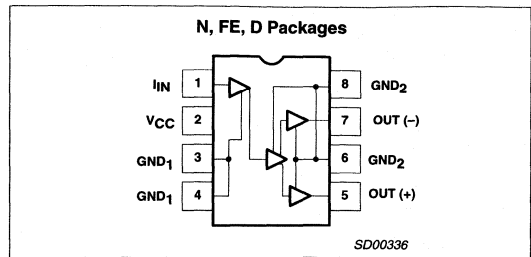 N, FE, D Packages
IIN 1 8 GND2
VCC 2 7 OUT (–)
GND1 3 6 GND2
GND1 4 5 OUT (+)
SD00336